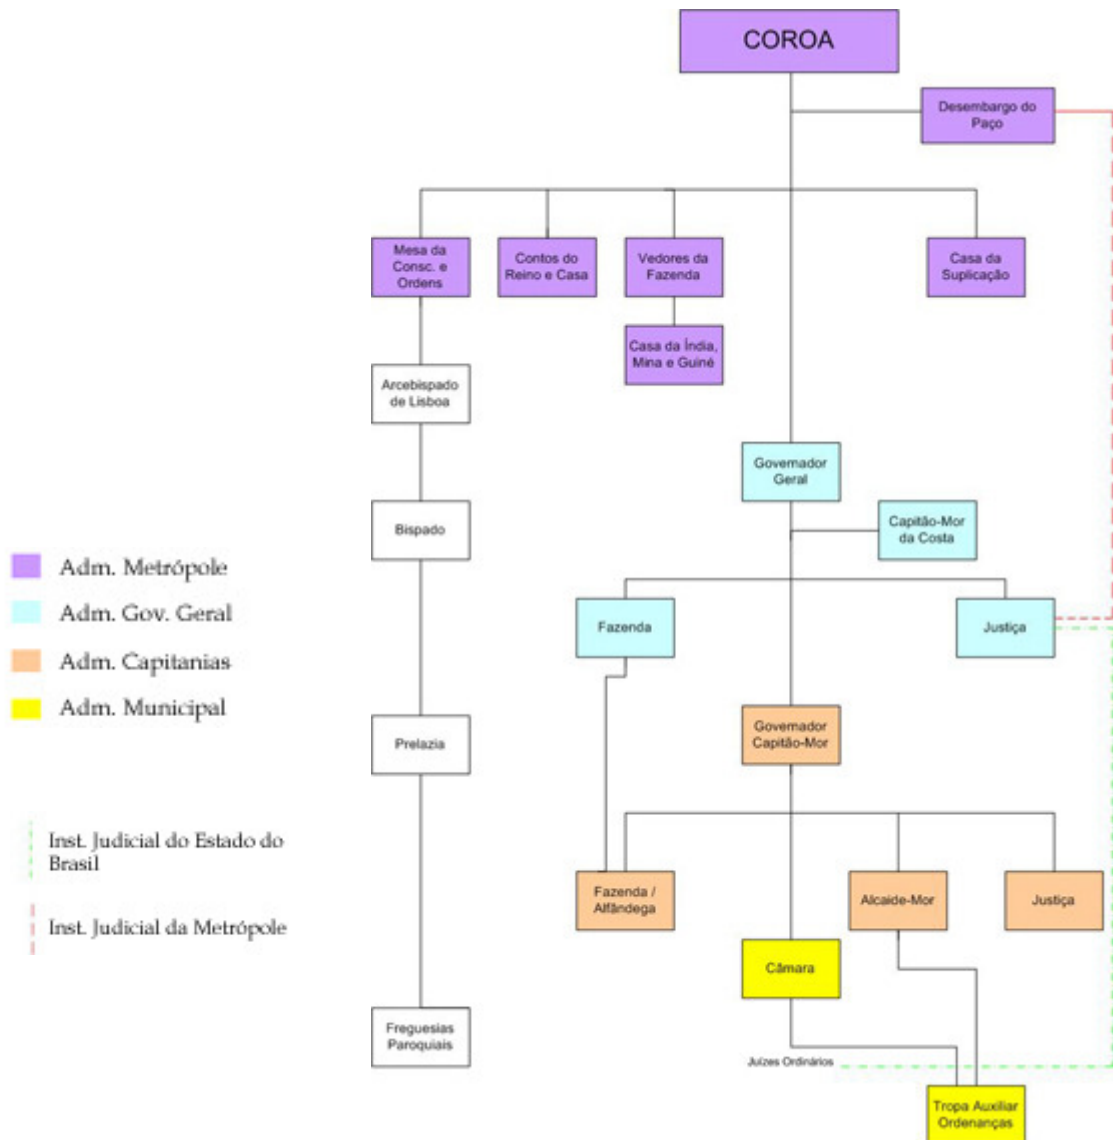 COROA
Desembargo do
Paço
Mesa da
Consc. e
Ordens
Contos do
Reino e Casa
Vedores da
Fazenda
Casa da
Suplicação
Casa da Índia,
Mina e Guiné
Arcebispado
de Lisboa
Governador
Geral
Bispado
Capitão-Mor
da Costa
Adm. Metrópole
Adm. Gov. Geral
Adm. Capitanias
Adm. Municipal
Fazenda
Justiça
Prelazia
Governador
Capitão-Mor
Inst. Judicial do Estado do
Brasil
Inst. Judicial da Metrópole
Fazenda /
Alfândega
Alcaide-Mor
Justiça
Câmara
Freguesias
Paroquiais
Juízes Ordinários
Tropa Auxiliar
Ordenanças